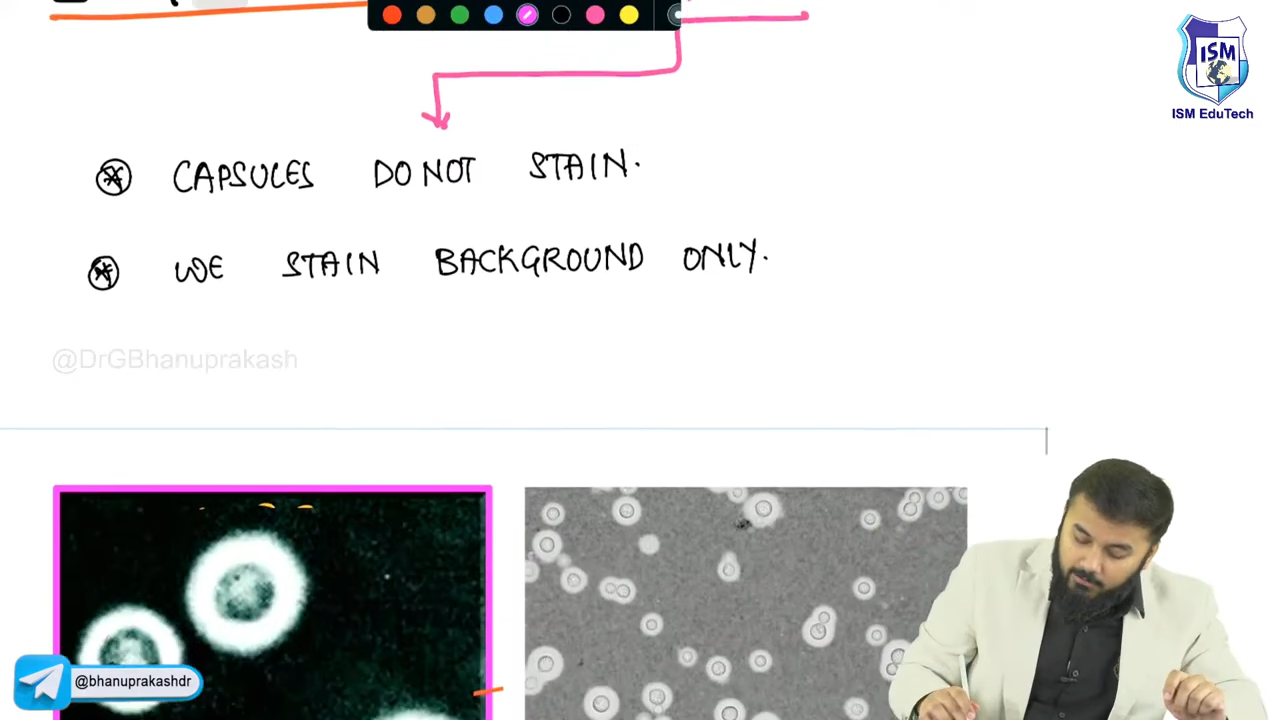 ISM
ISM EduTech
CAPSULES DO NOT STAIN.
WE STAIN BACKGROUND ONLY.
@DrGBhanuprakash
@bhanuprakashdr